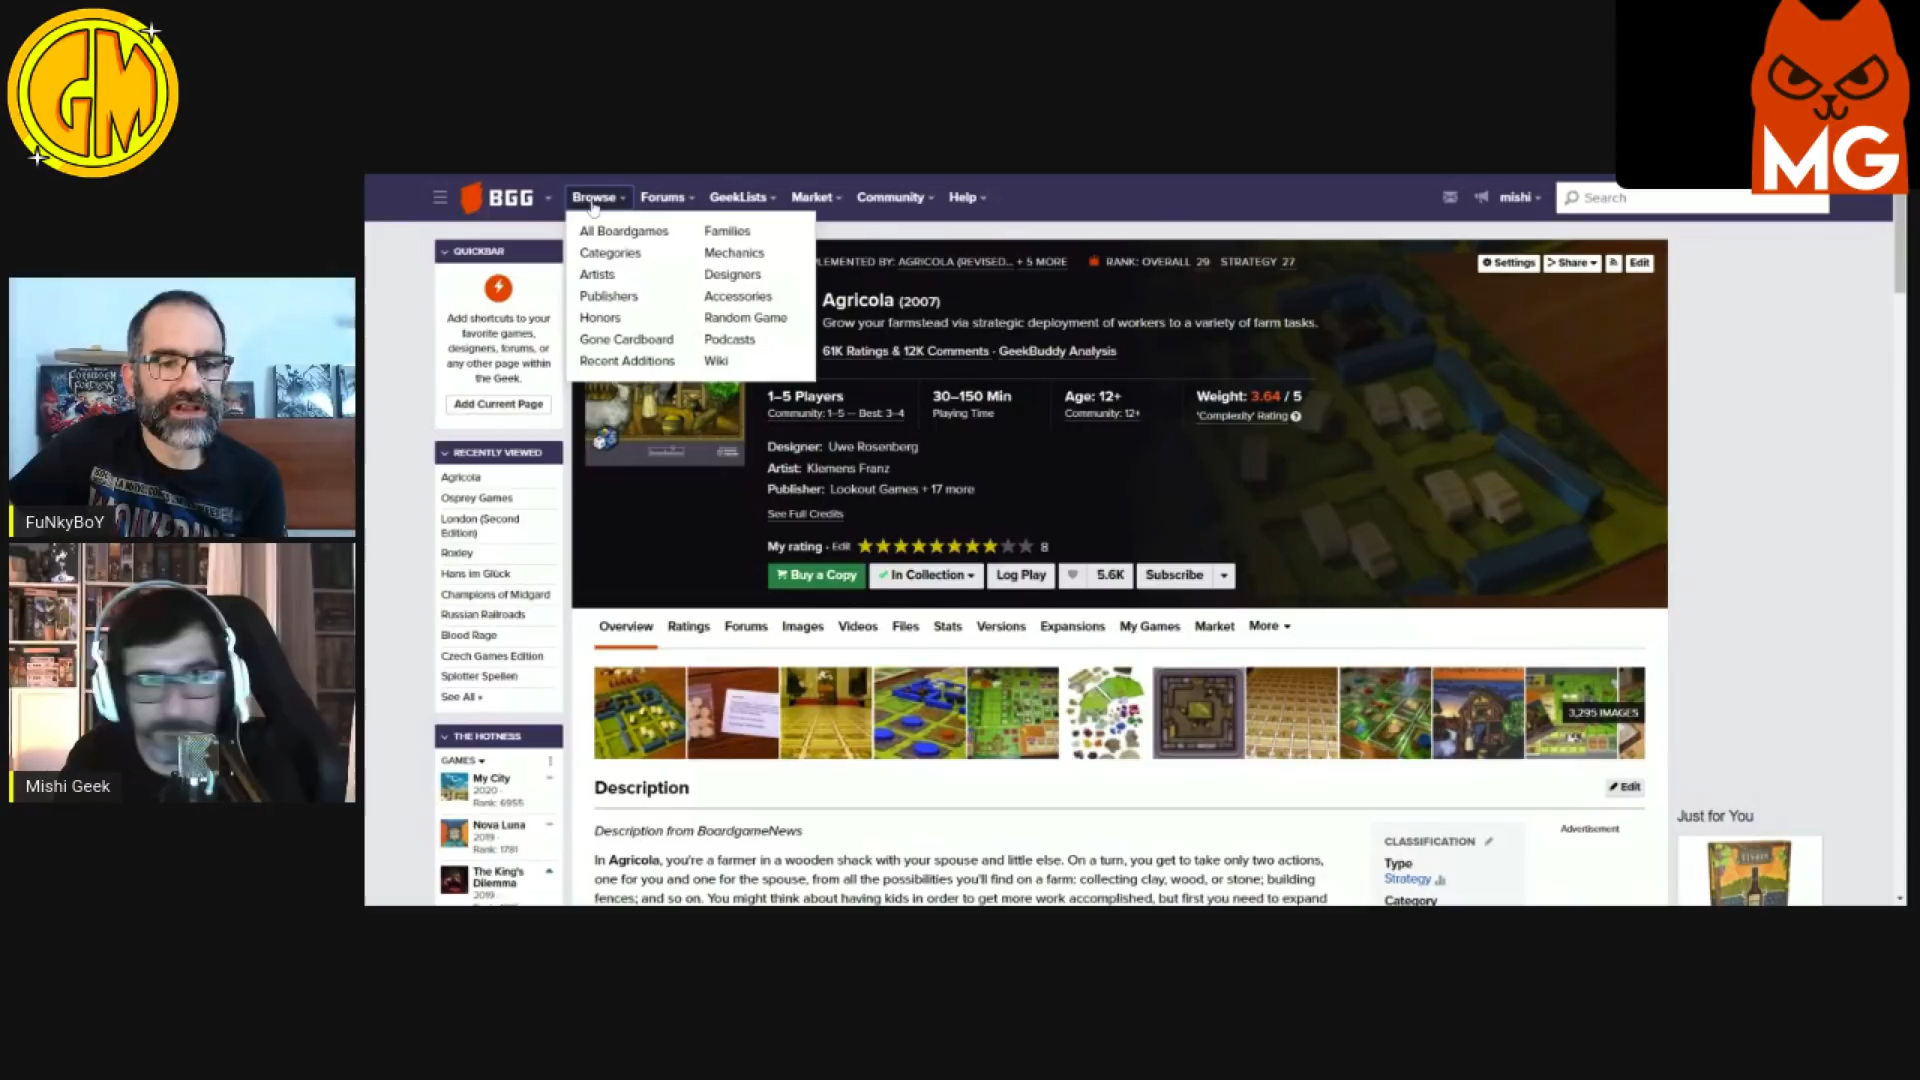 GM
MG
BGG
Browse
Forums
GeekLists
Market
Community
Help
mishi
Search
All Boardgames
Families
Categories
Mechanics
Artists
Designers
Publishers
Accessories
Honors
Random Game
Gone Cardboard
Podcasts
Recent Additions
Wiki
QUICKBAR
Add shortcuts to your
favorite games,
designers, forums, or
any other page within
the Geek.
Add Current Page
RECENTLY VIEWED
Agricola
Osprey Games
London (Second
Edition)
Roxley
Hans im Glück
Champions of Midgard
Russian Railroads
Blood Rage
Czech Games Edition
Splotter Spellen
See All »
THE HOTNESS
GAMES
My City
2020
Rank: 6955
Nova Luna
2019
Rank: 1781
The King's
Dilemma
2019
LEMENTED BY: AGRICOLA (REVISED... + 5 MORE
RANK: OVERALL 29 STRATEGY 27
Settings
Share
Edit
Agricola (2007)
Grow your farmstead via strategic deployment of workers to a variety of farm tasks.
61K Ratings & 12K Comments · GeekBuddy Analysis
1–5 Players
Community: 1–5 — Best: 3–4
30–150 Min
Playing Time
Age: 12+
Community: 12+
Weight: 3.64 / 5
'Complexity' Rating
Designer: Uwe Rosenberg
Artist: Klemens Franz
Publisher: Lookout Games + 17 more
See Full Credits
My rating · Edit
8
Buy a Copy
In Collection
Log Play
5.6K
Subscribe
Overview
Ratings
Forums
Images
Videos
Files
Stats
Versions
Expansions
My Games
Market
More
3,295 IMAGES
Description
Edit
Description from BoardgameNews
In Agricola, you're a farmer in a wooden shack with your spouse and little else. On a turn, you get to take only two actions,
one for you and one for the spouse, from all the possibilities you'll find on a farm: collecting clay, wood, or stone; building
fences; and so on. You might think about having kids in order to get more work accomplished, but first you need to expand
CLASSIFICATION
Type
Strategy
Category
Advertisement
Just for You
FORBIDDEN
FORTRESS
FuNkyBoY
Mishi Geek